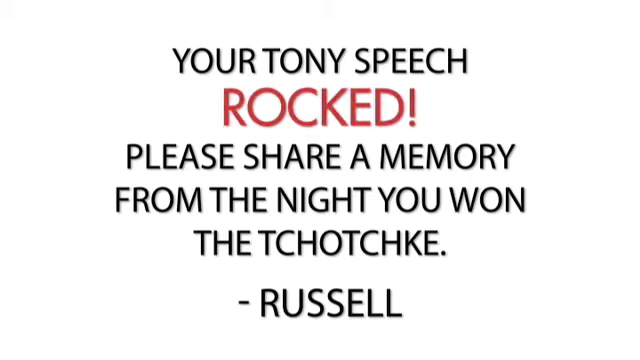 YOUR TONY SPEECH
ROCKED!
PLEASE SHARE A MEMORY
FROM THE NIGHT YOU WON
THE TCHOTCHKE.
- RUSSELL